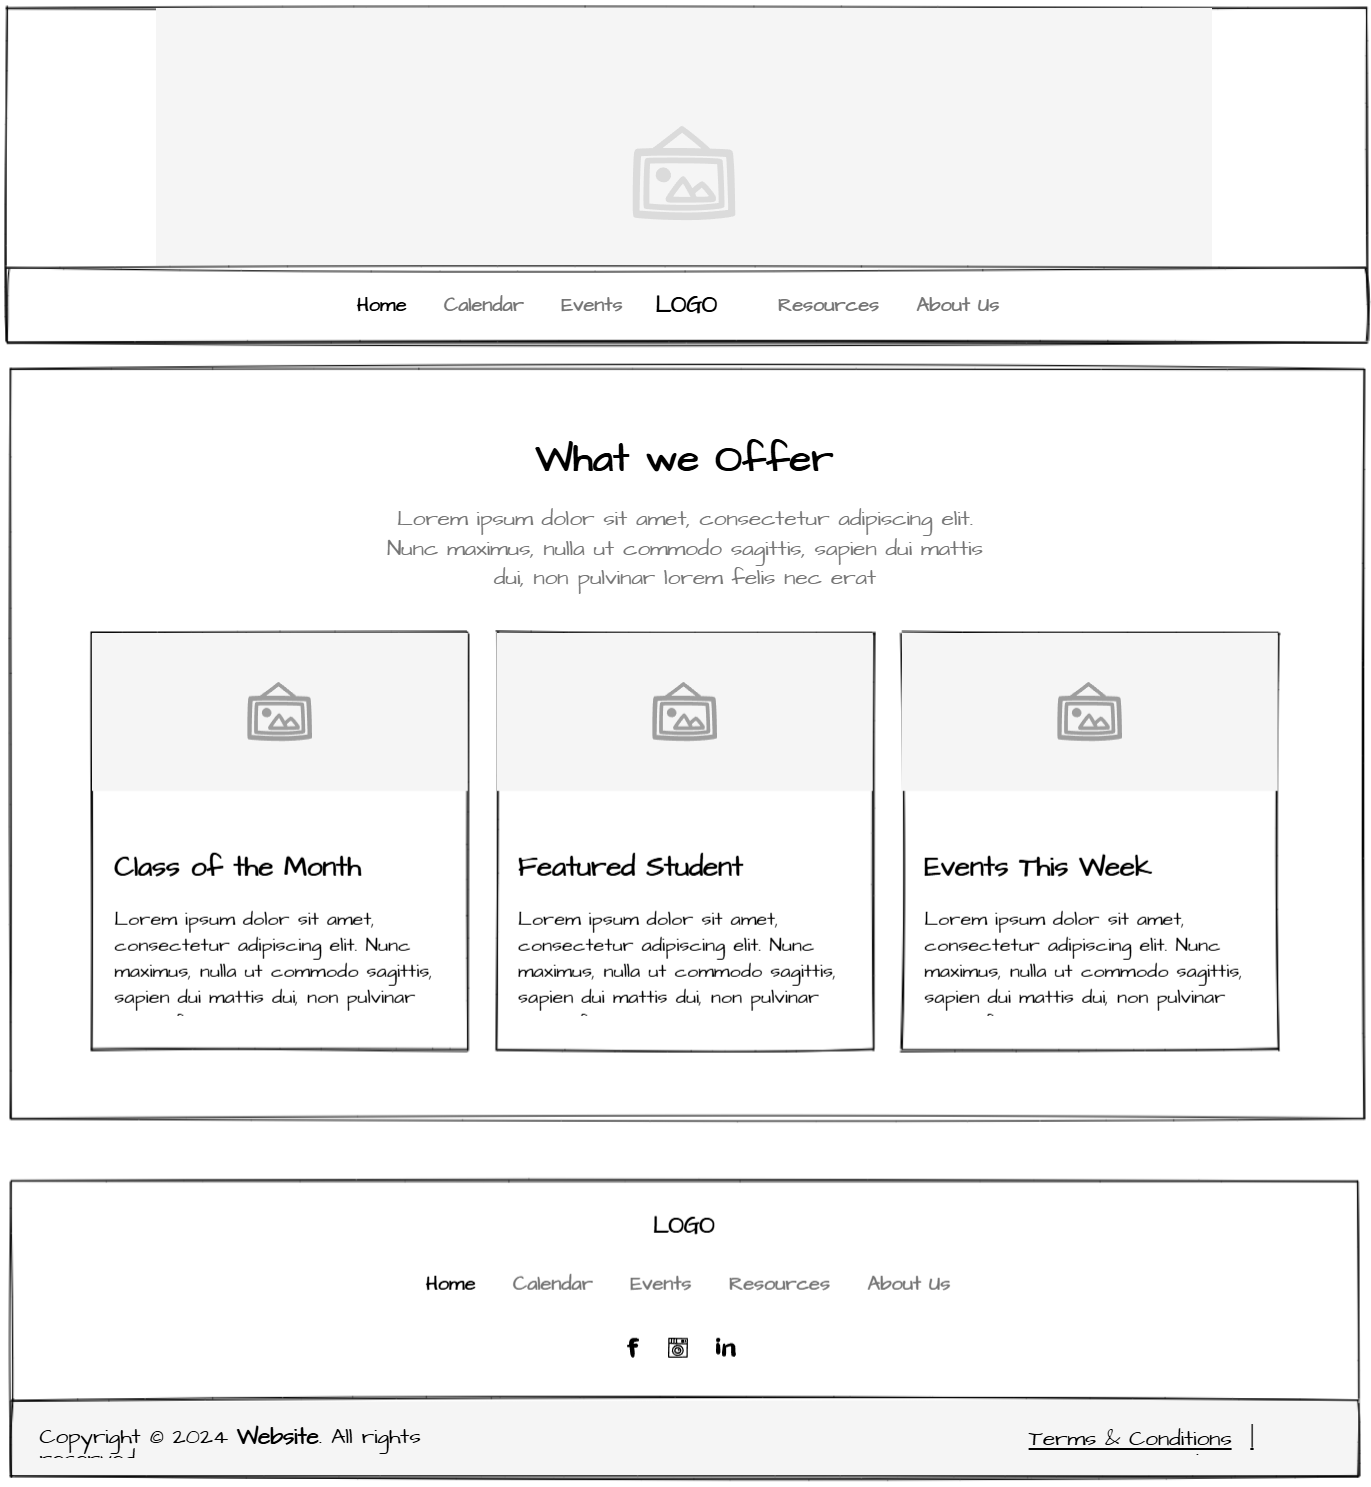 Home Calendar Events LOGO Resources About Us
What we Offer
Lorem ipsum dolor sit amet, consectetur adipiscing elit.
Nunc maximus, nulla ut commodo sagittis, sapien dui mattis
dui, non pulvinar lorem felis nec erat
Class of the Month
Lorem ipsum dolor sit amet,
consectetur adipiscing elit. Nunc
maximus, nulla ut commodo sagittis,
sapien dui mattis dui, non pulvinar
Featured Student
Lorem ipsum dolor sit amet,
consectetur adipiscing elit. Nunc
maximus, nulla ut commodo sagittis,
sapien dui mattis dui, non pulvinar
Events This Week
Lorem ipsum dolor sit amet,
consectetur adipiscing elit. Nunc
maximus, nulla ut commodo sagittis,
sapien dui mattis dui, non pulvinar
LOGO
Home Calendar Events Resources About Us
f in
Copyright © 2024 Website. All rights
reserved
Terms & Conditions |